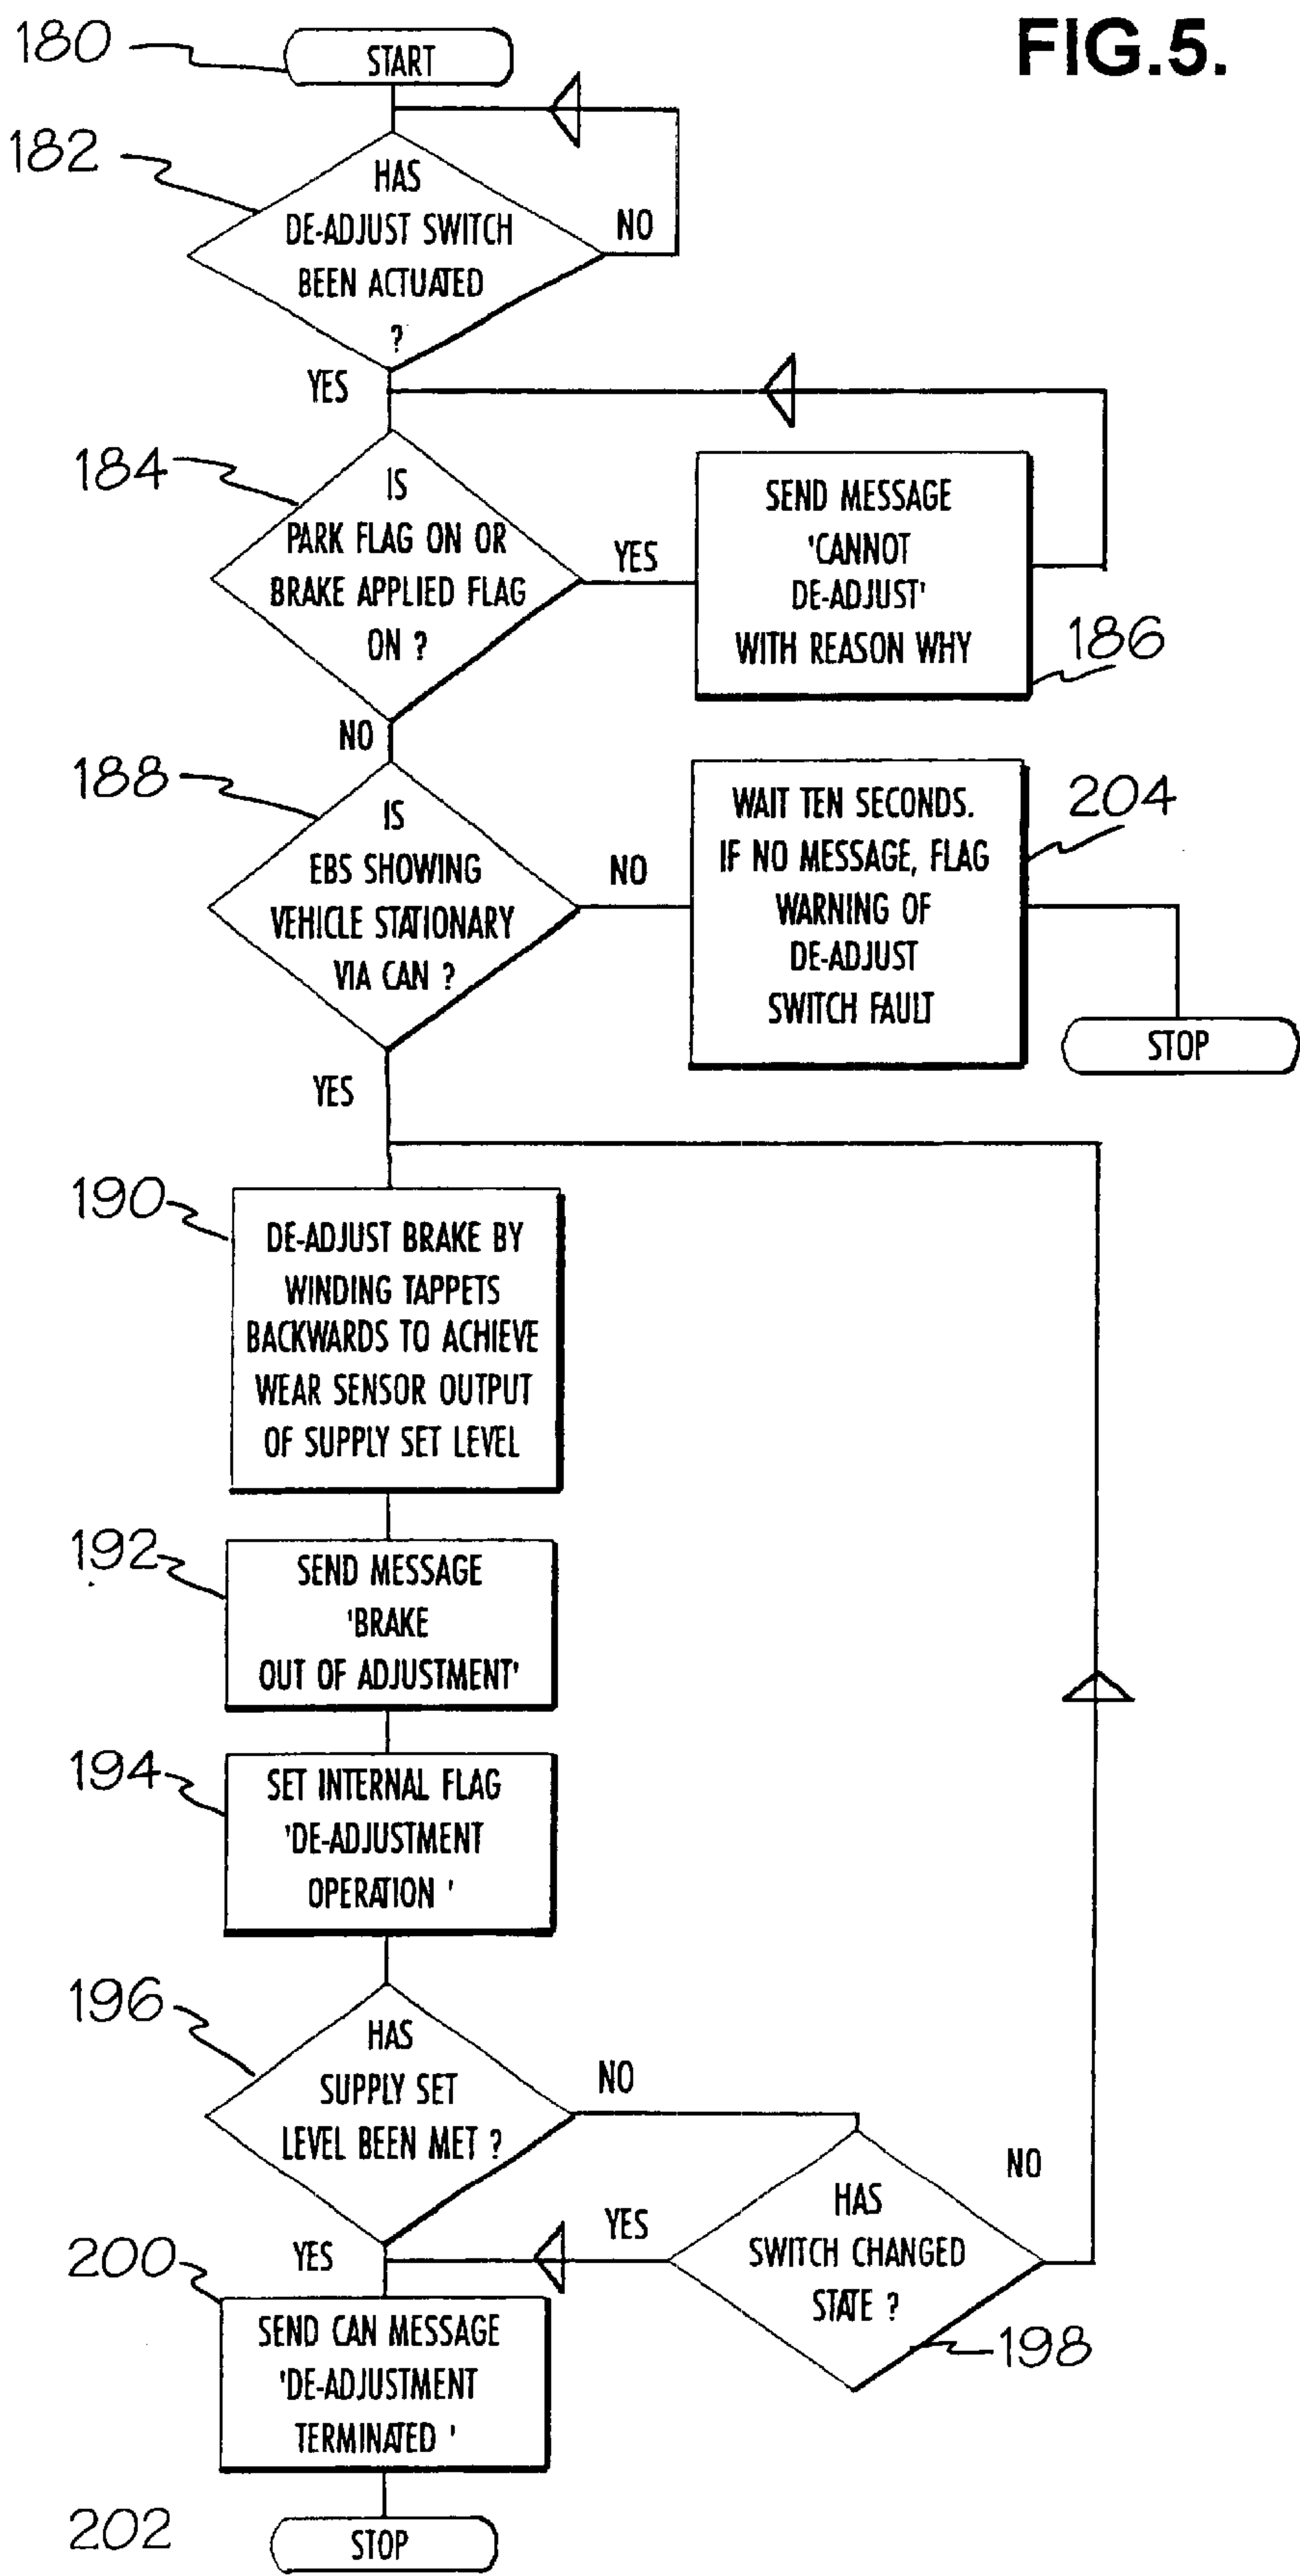 FIG.5.
180
START
182
HAS
DE-ADJUST SWITCH
BEEN ACTUATED
?
NO
YES
184
IS
PARK FLAG ON OR
BRAKE APPLIED FLAG
ON ?
YES
SEND MESSAGE
'CANNOT
DE-ADJUST'
WITH REASON WHY
186
NO
188
IS
EBS SHOWING
VEHICLE STATIONARY
VIA CAN ?
NO
WAIT TEN SECONDS.
IF NO MESSAGE, FLAG
WARNING OF
DE-ADJUST
SWITCH FAULT
204
STOP
YES
190
DE-ADJUST BRAKE BY
WINDING TAPPETS
BACKWARDS TO ACHIEVE
WEAR SENSOR OUTPUT
OF SUPPLY SET LEVEL
192
SEND MESSAGE
'BRAKE
OUT OF ADJUSTMENT'
194
SET INTERNAL FLAG
'DE-ADJUSTMENT
OPERATION '
196
HAS
SUPPLY SET
LEVEL BEEN MET ?
NO
HAS
SWITCH CHANGED
STATE ?
NO
YES
198
YES
200
SEND CAN MESSAGE
'DE-ADJUSTMENT
TERMINATED '
202
STOP